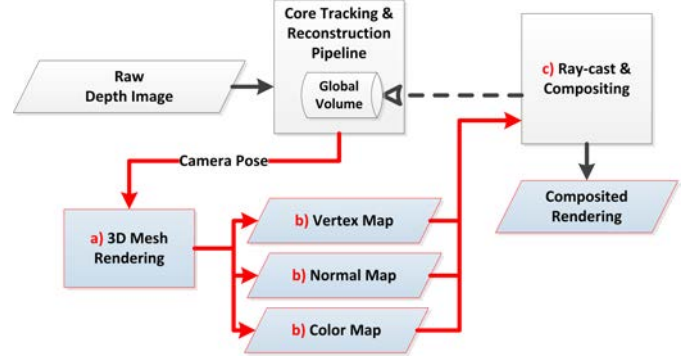 Core Tracking &
Reconstruction
Pipeline
Global
Volume
Raw
Depth Image
c) Ray-cast &
Compositing
Camera Pose
Composited
Rendering
a) 3D Mesh
Rendering
b) Vertex Map
b) Normal Map
b) Color Map